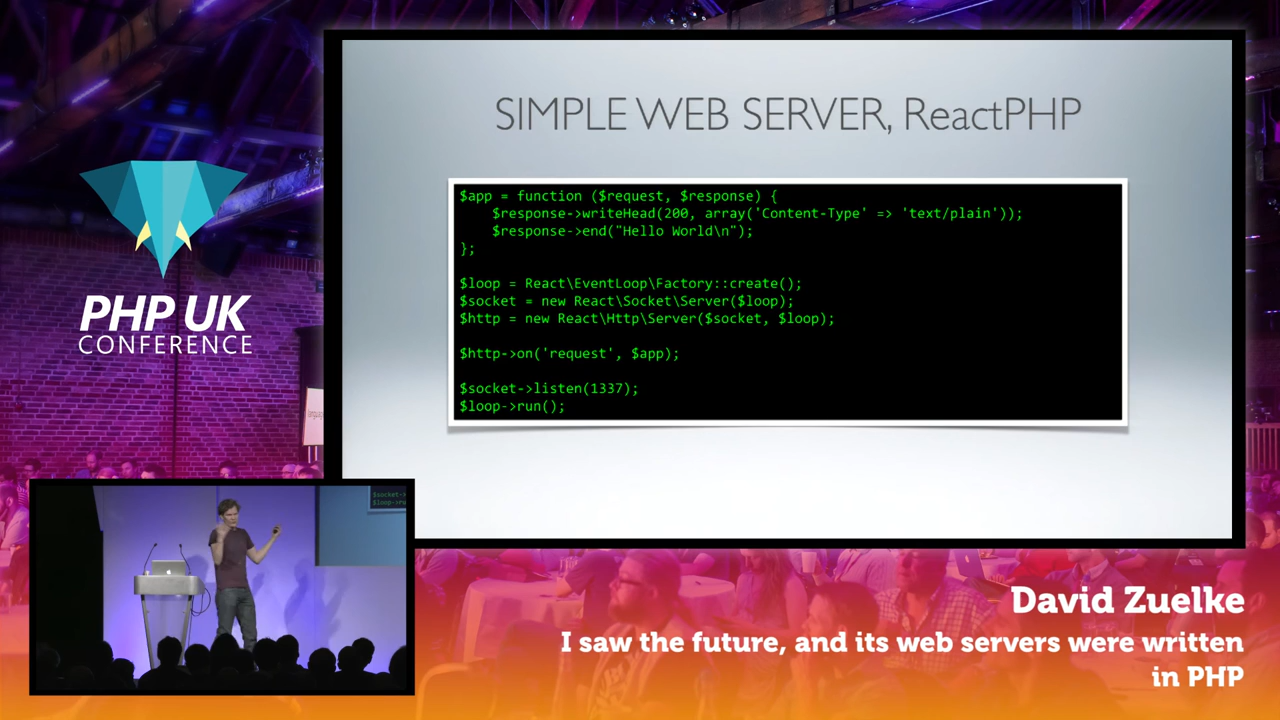 SIMPLE WEB SERVER, ReactPHP
$app = function ($request, $response) {
    $response->writeHead(200, array('Content-Type' => 'text/plain'));
    $response->end("Hello World\n");
};
$loop = React\EventLoop\Factory::create();
$socket = new React\Socket\Server($loop);
$http = new React\Http\Server($socket, $loop);
$http->on('request', $app);
$socket->listen(1337);
$loop->run();
PHP UK
CONFERENCE
$socket->
$loop->ru
David Zuelke
I saw the future, and its web servers were written
in PHP